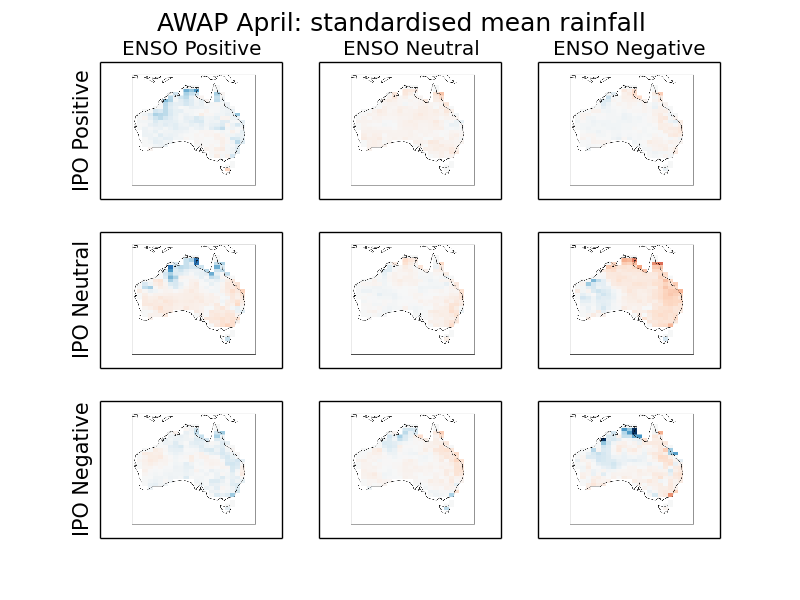 AWAP April: standardised mean rainfall
ENSO Positive
ENSO Neutral
ENSO Negative
IPO Positive
IPO Neutral
IPO Negative